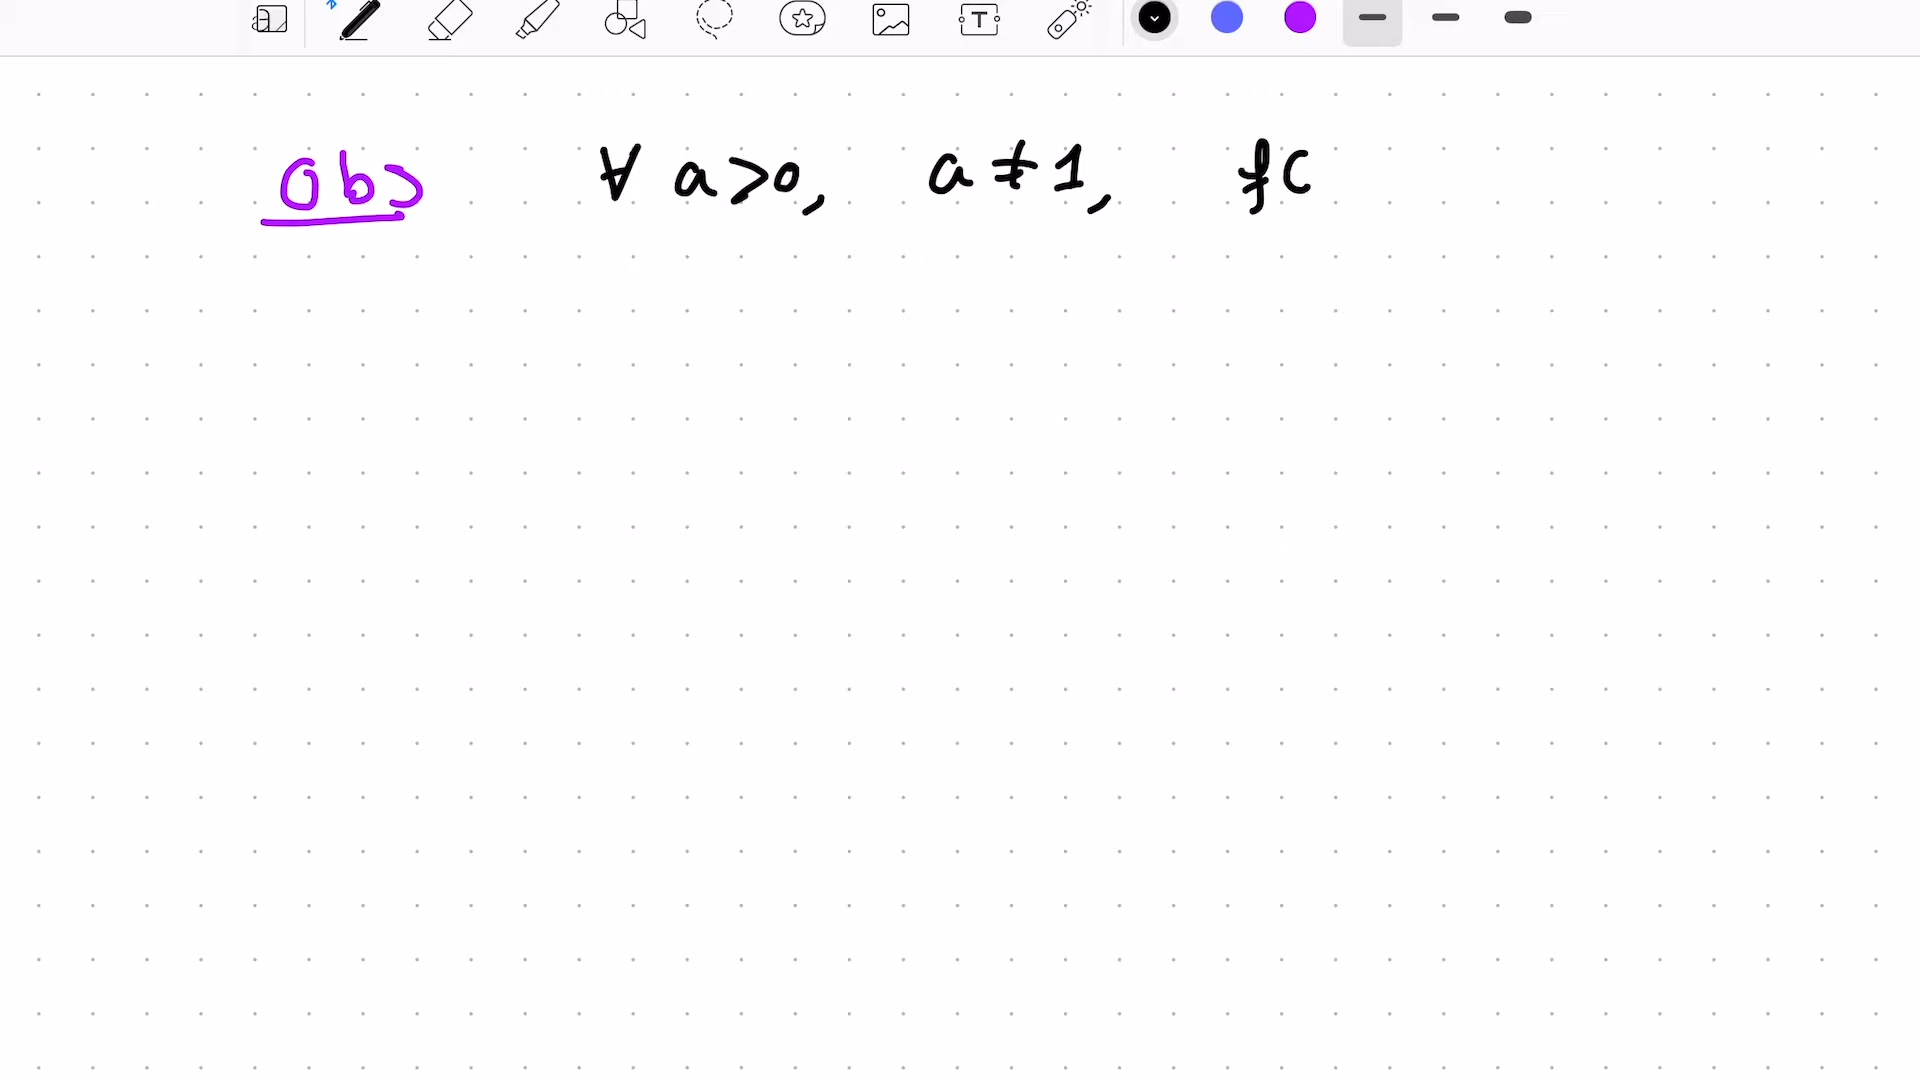 Obs ∀ a>0, a≠1, f(